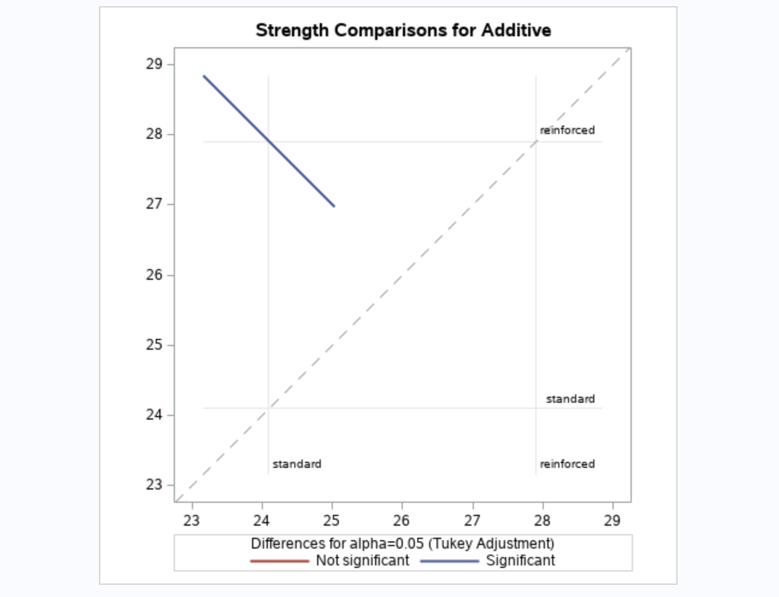 Strength Comparisons for Additive
29
28
27
26
25
24
23
reinforced
standard
standard reinforced
23 24 25 26 27 28 29
Differences for alpha=0.05 (Tukey Adjustment)
Not significant Significant